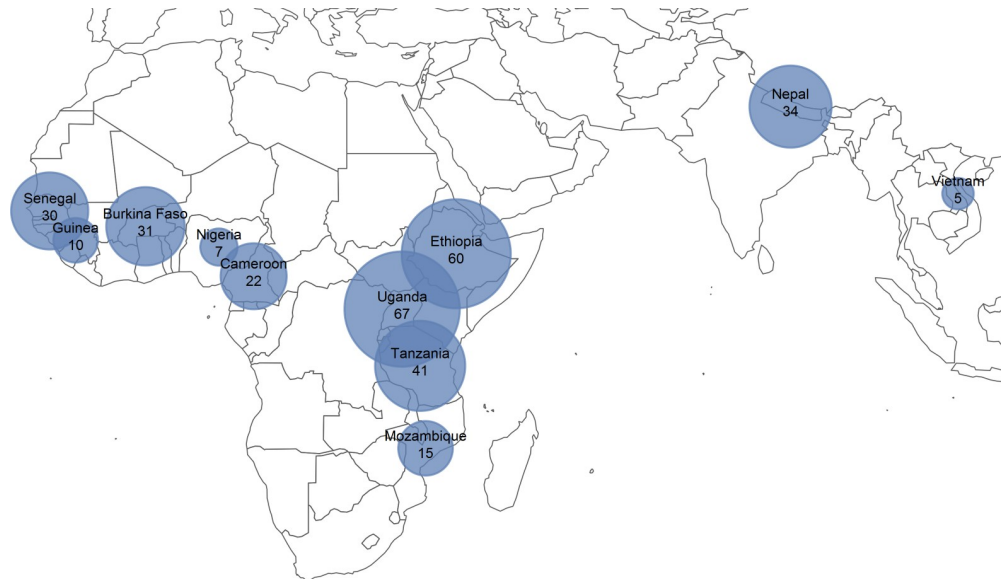 Nepal
34
Vietnam
5
Senegal
30
Guinea
10
Burkina Faso
31
Nigeria
7
Cameroon
22
Ethiopia
60
Uganda
67
Tanzania
41
Mozambique
15